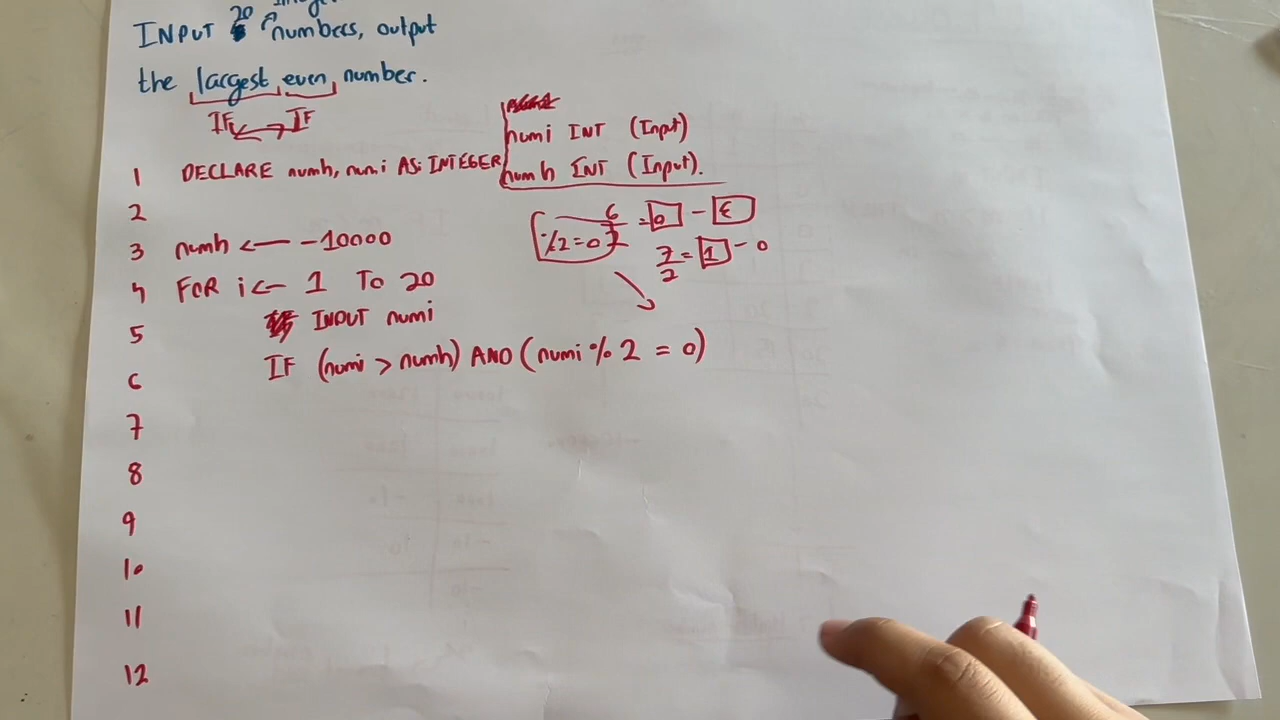 INPUT 20 numbers, output
the largest even number.
IF IF
numi INT (Input)
numh INT (Input).
1 DECLARE numh, numi AS: INTEGER
2
%2=0
6/2 = 0 - E
7/2 = 1 - 0
3 numh ← -10000
4 FOR i ← 1 To 20
5 INPUT numi
6 IF (numi > numh) AND (numi % 2 = 0)
7
8
9
10
11
12